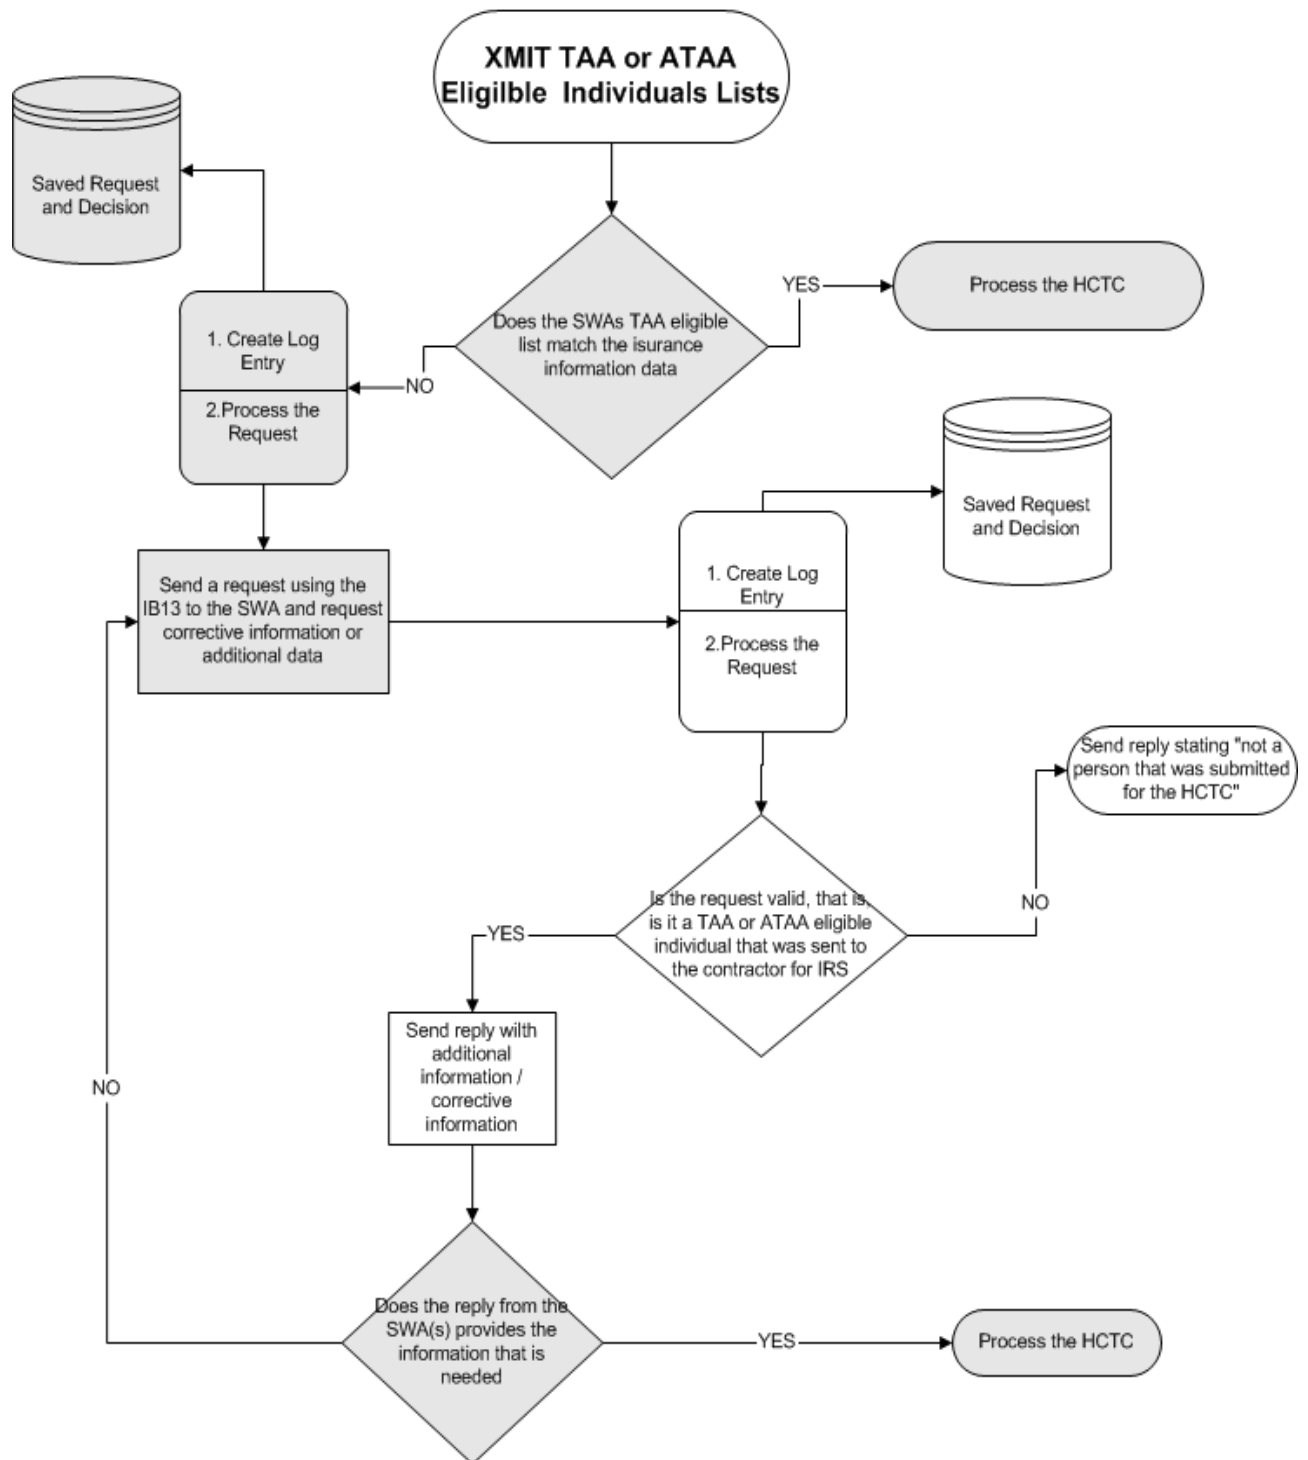 XMIT TAA or ATAA
Eligilble Individuals Lists
Saved Request
and Decision
YES
Process the HCTC
Does the SWAs TAA eligible
list match the isurance
information data
1. Create Log
Entry
NO
2.Process the
Request
Saved Request
and Decision
Send a request using the
IB13 to the SWA and request
corrective information or
additional data
1. Create Log
Entry
2.Process the
Request
Send reply stating "not a
person that was submitted
for the HCTC"
Is the request valid, that is,
is it a TAA or ATAA eligible
individual that was sent to
the contractor for IRS
NO
YES
Send reply wilth
additional
information /
corrective
information
NO
Does the reply from the
SWA(s) provides the
information that is
needed
YES
Process the HCTC